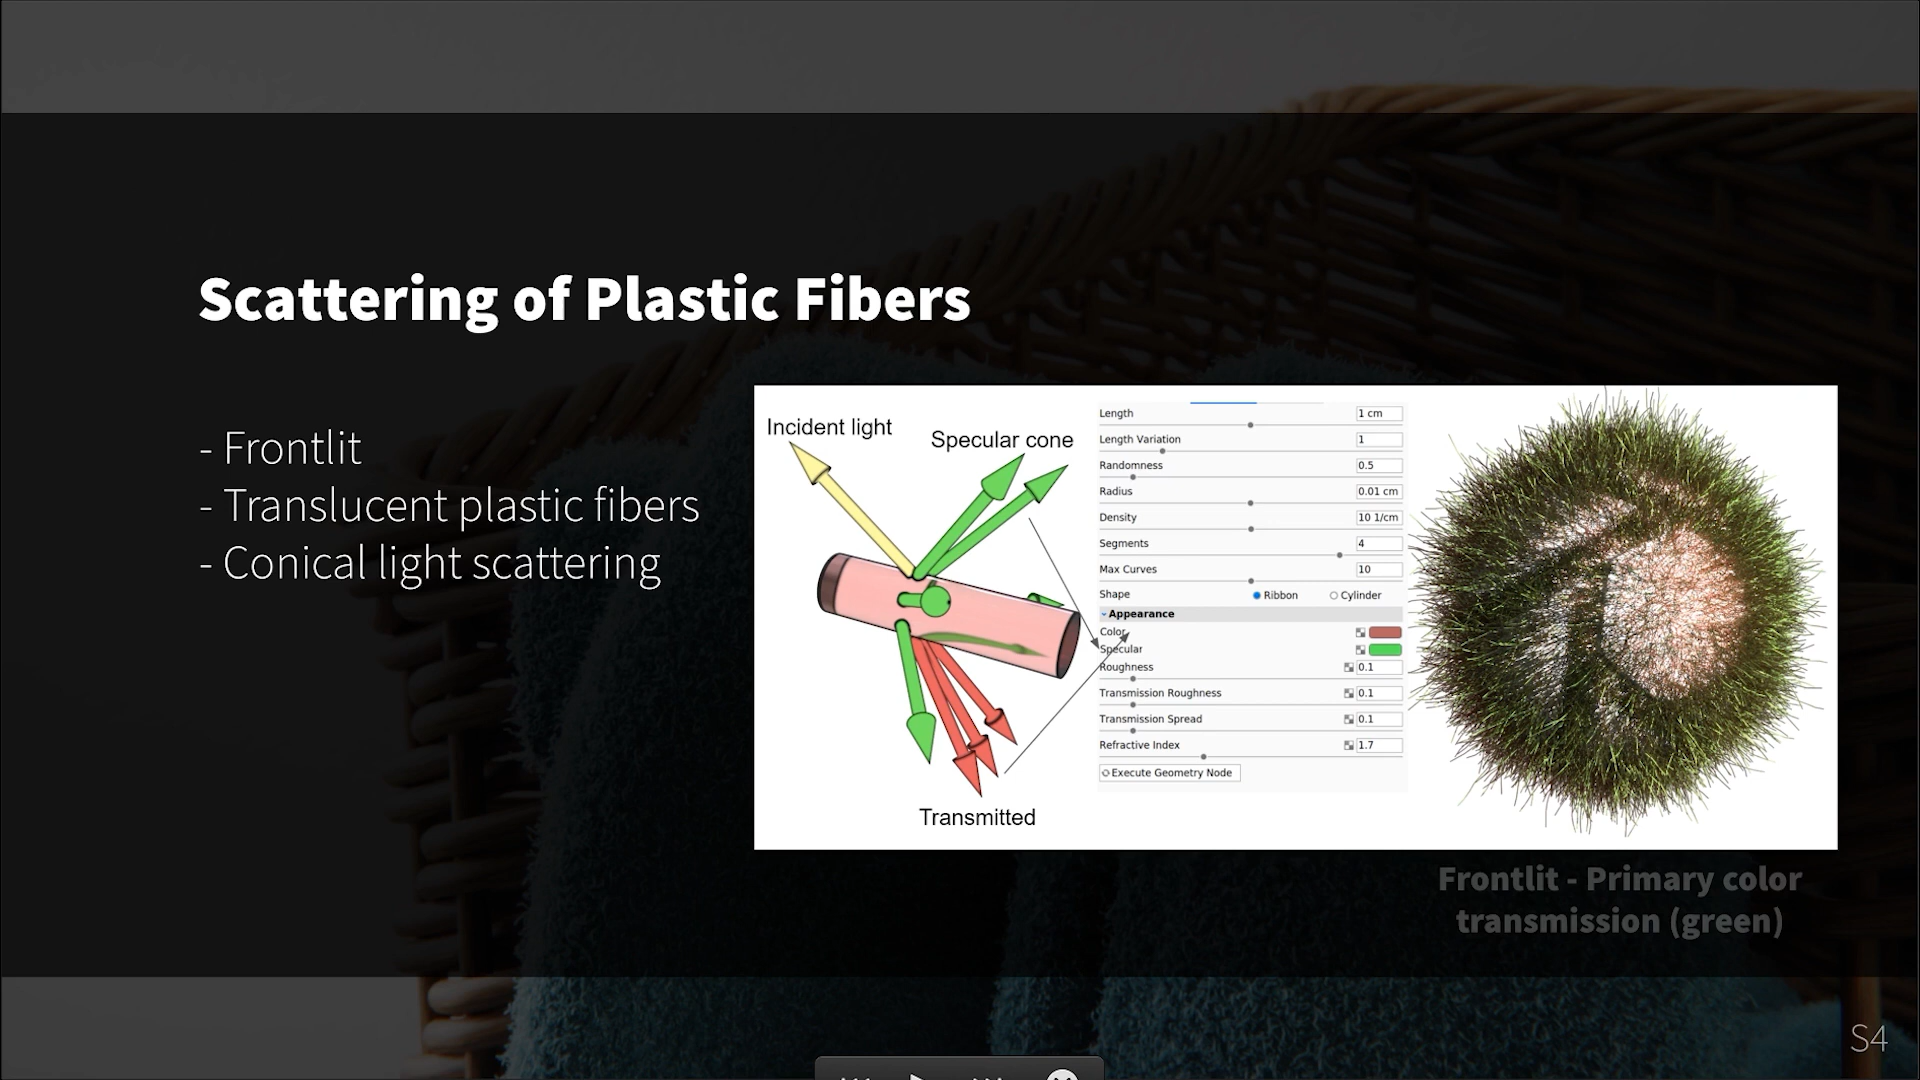 Scattering of Plastic Fibers
- Frontlit
- Translucent plastic fibers
- Conical light scattering
Incident light
Specular cone
Transmitted
Length 1 cm
Length Variation 1
Randomness 0.5
Radius 0.01 cm
Density 10 1/cm
Segments 4
Max Curves 10
Shape Ribbon Cylinder
Appearance
Color
Specular
Roughness 0.1
Transmission Roughness 0.1
Transmission Spread 0.1
Refractive Index 1.7
Execute Geometry Node
Frontlit - Primary color
transmission (green)
S4